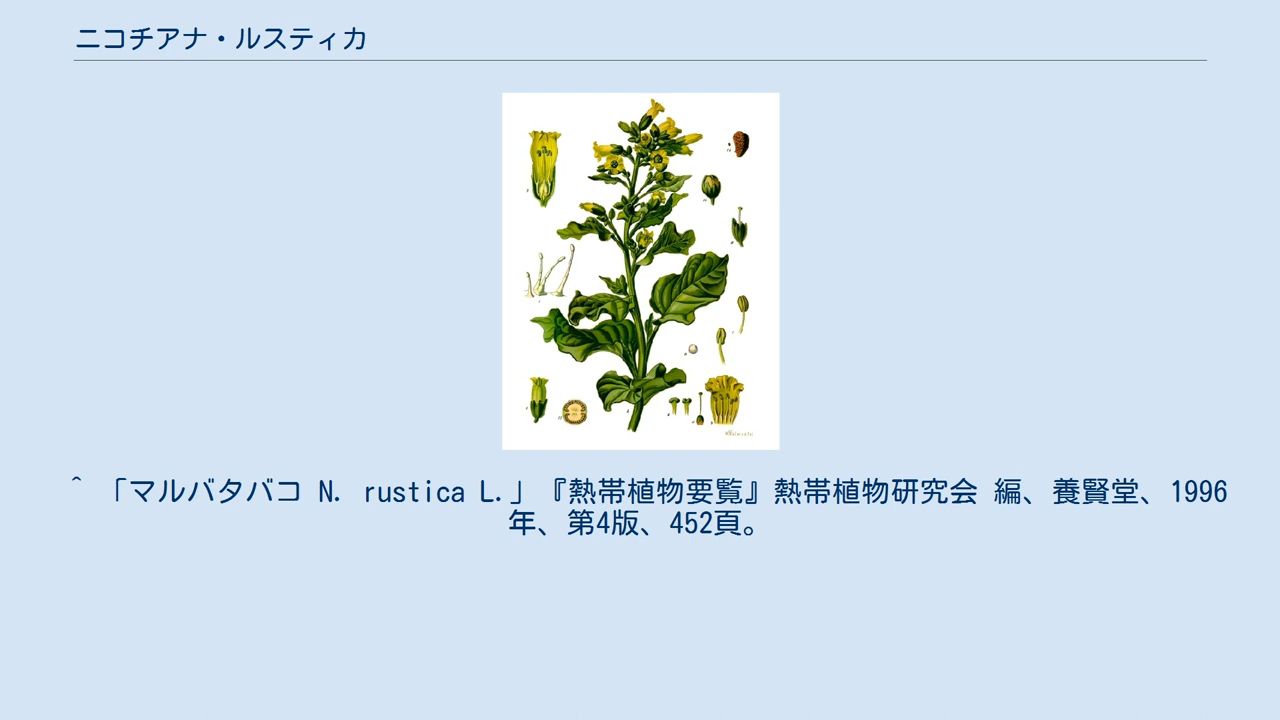 ニコチアナ・ルスティカ
^ 「マルバタバコ N. rustica L.」『熱帯植物要覧』熱帯植物研究会 編、養賢堂、1996
年、第4版、452頁。